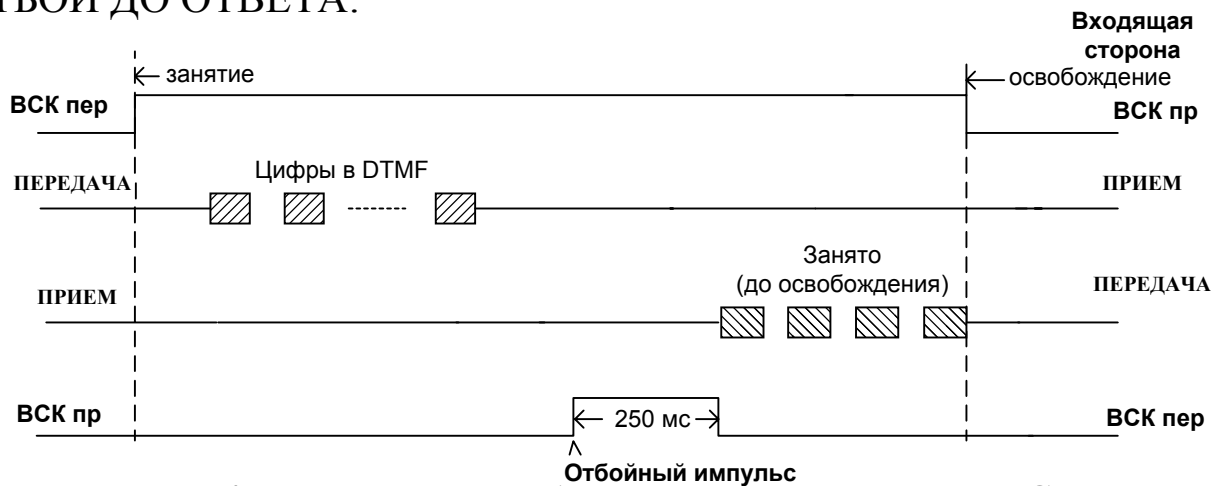 ТБОЙ ДО ОТВЕТА:
Входящая
сторона
занятие
освобождение
ВСК пер
ВСК пр
Цифры в DTMF
ПЕРЕДАЧА
ПРИЕМ
Занято
(до освобождения)
ПРИЕМ
ПЕРЕДАЧА
ВСК пр
250 мс
ВСК пер
Отбойный импульс